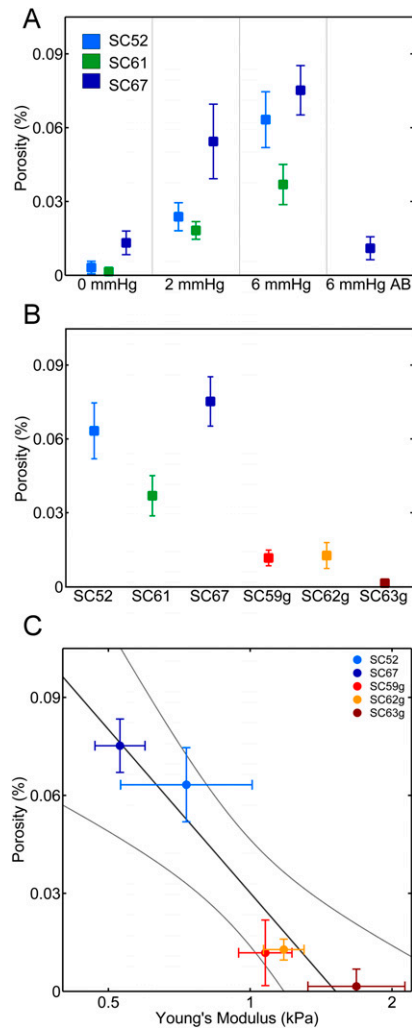 A
SC52
SC61
SC67
0.09
0.06
0.03
0
Porosity (%)
0 mmHg 2 mmHg 6 mmHg 6 mmHg AB
B
0.09
0.06
0.03
0
Porosity (%)
SC52 SC61 SC67 SC59g SC62g SC63g
C
SC52
SC67
SC59g
SC62g
SC63g
0.09
0.06
0.03
0
Porosity (%)
0.5 1 2
Young's Modulus (kPa)